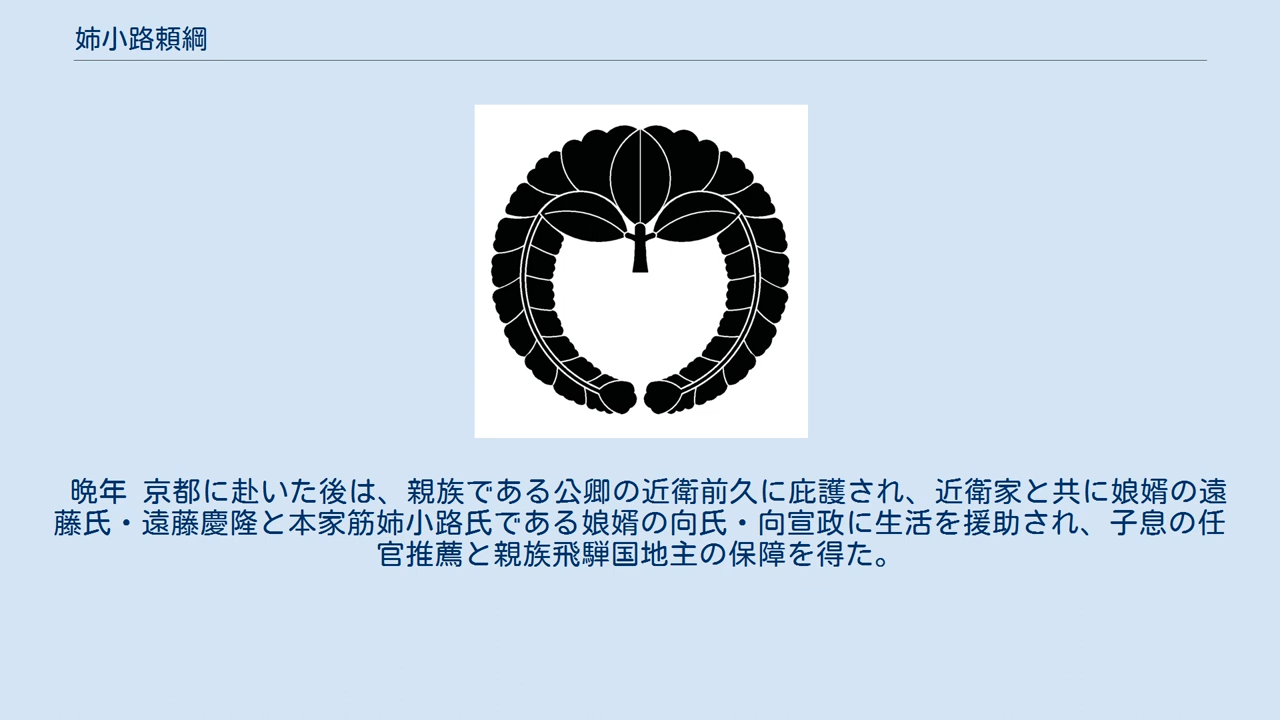 姉小路頼綱
晩年 京都に赴いた後は、親族である公卿の近衛前久に庇護され、近衛家と共に娘婿の遠
藤氏・遠藤慶隆と本家筋姉小路氏である娘婿の向氏・向宣政に生活を援助され、子息の任
官推薦と親族飛騨国地主の保障を得た。